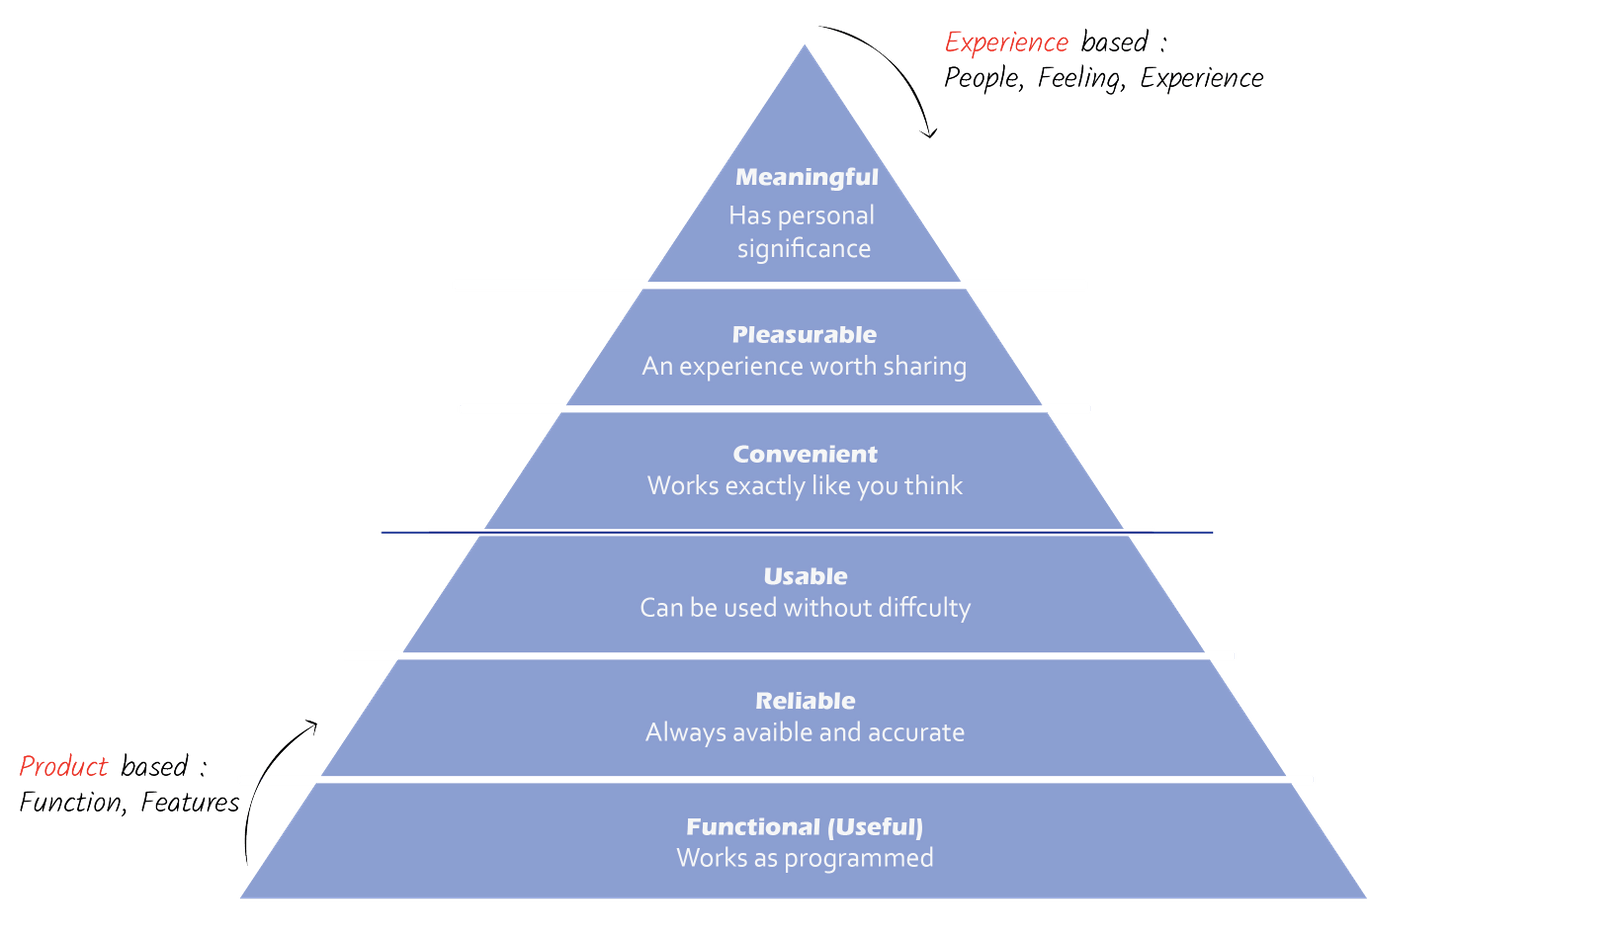 Experience based :
People, Feeling, Experience
Meaningful
Has personal
significance
Pleasurable
An experience worth sharing
Convenient
Works exactly like you think
Usable
Can be used without diffculty
Reliable
Always avaible and accurate
Product based :
Function, Features
Functional (Useful)
Works as programmed